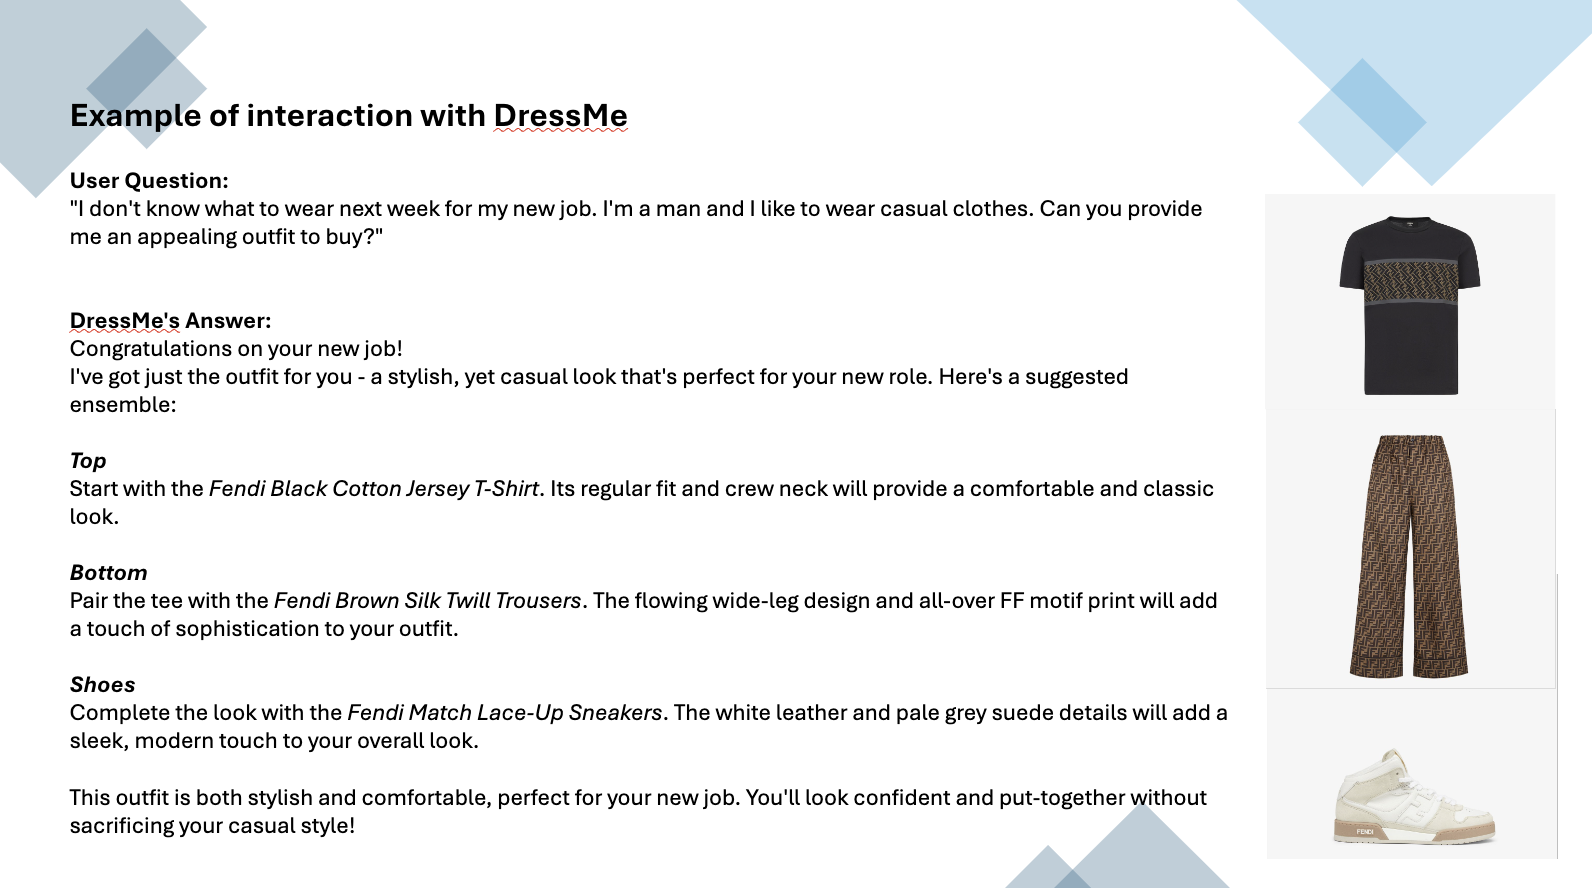 Example of interaction with DressMe
User Question:
"I don't know what to wear next week for my new job. I'm a man and I like to wear casual clothes. Can you provide
me an appealing outfit to buy?"
DressMe's Answer:
Congratulations on your new job!
I've got just the outfit for you - a stylish, yet casual look that's perfect for your new role. Here's a suggested
ensemble:
Top
Start with the Fendi Black Cotton Jersey T-Shirt. Its regular fit and crew neck will provide a comfortable and classic
look.
Bottom
Pair the tee with the Fendi Brown Silk Twill Trousers. The flowing wide-leg design and all-over FF motif print will add
a touch of sophistication to your outfit.
Shoes
Complete the look with the Fendi Match Lace-Up Sneakers. The white leather and pale grey suede details will add a
sleek, modern touch to your overall look.
This outfit is both stylish and comfortable, perfect for your new job. You'll look confident and put-together without
sacrificing your casual style!
FENDI